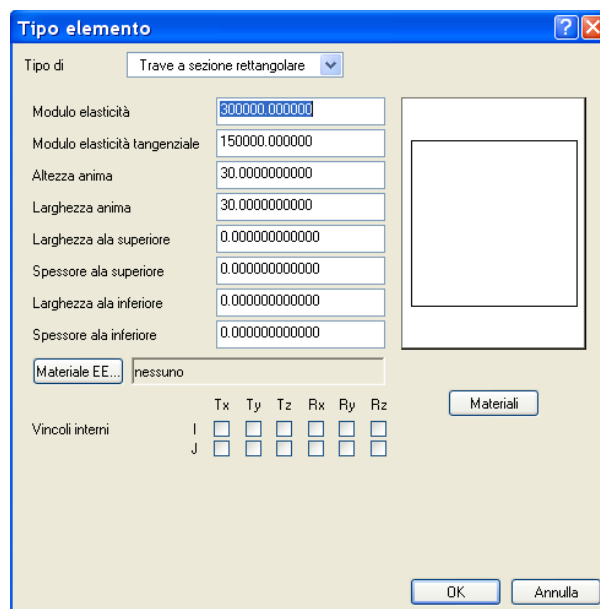 Tipo elemento
Tipo di Trave a sezione rettangolare
Modulo elasticità 300000.000000
Modulo elasticità tangenziale 150000.000000
Altezza anima 30.0000000000
Larghezza anima 30.0000000000
Larghezza ala superiore 0.000000000000
Spessore ala superiore 0.000000000000
Larghezza ala inferiore 0.000000000000
Spessore ala inferiore 0.000000000000
Materiale EE... nessuno
Materiali
Tx Ty Tz Rx Ry Rz
Vincoli interni I
J
OK Annulla